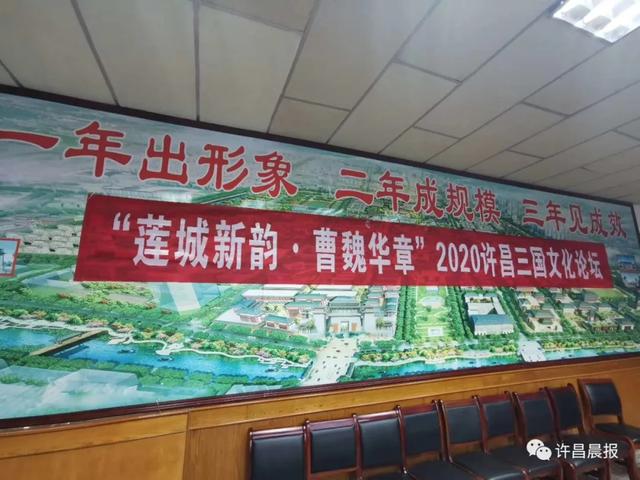 一年出形象 二年成规模 三年见成效
“莲城新韵·曹魏华章”2020许昌三国文化论坛
许昌晨报